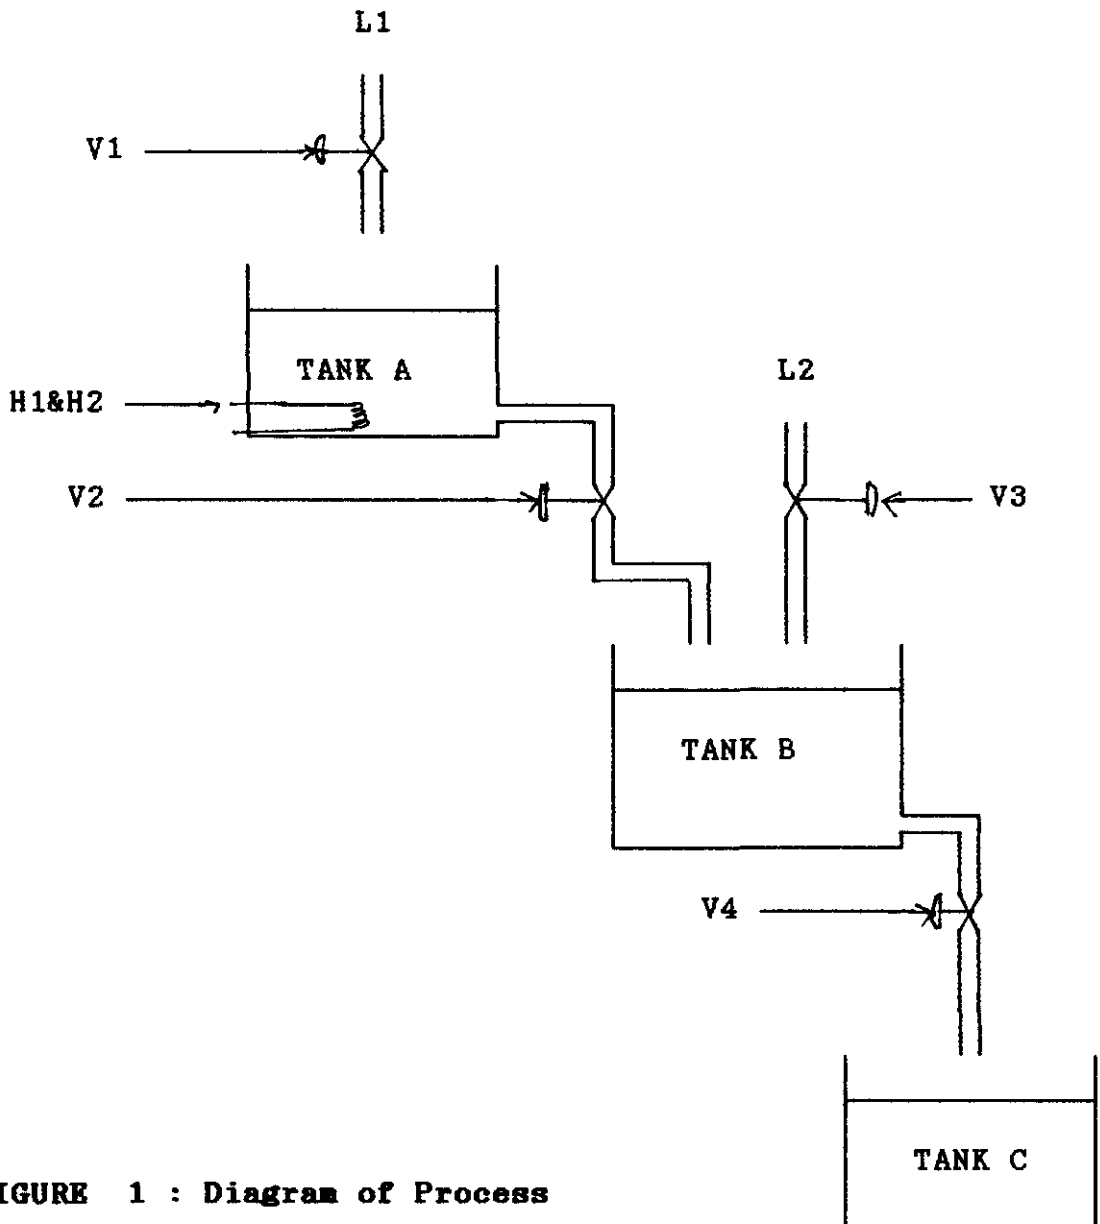 L1
V1
TANK A
L2
H1&H2
V2
V3
TANK B
V4
TANK C
IGURE 1 : Diagram of Process